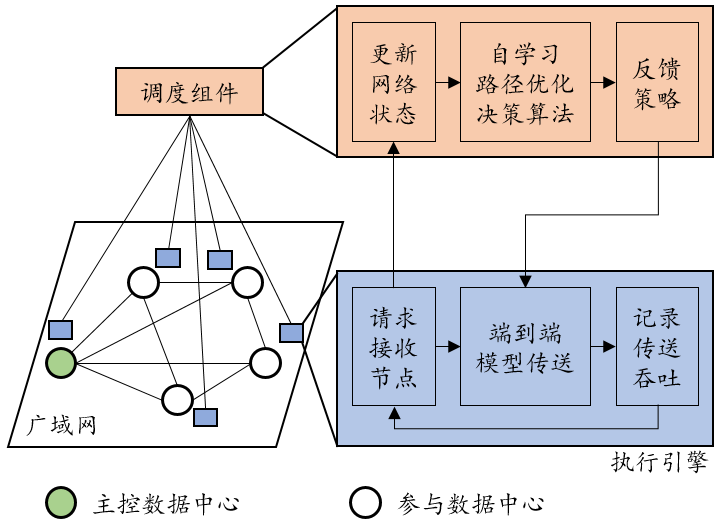 调度组件
更新
网络
状态
自学习
路径优化
决策算法
反馈
策略
请求
接收
节点
端到端
模型传送
记录
传送
吞吐
广域网
执行引擎
主控数据中心
参与数据中心